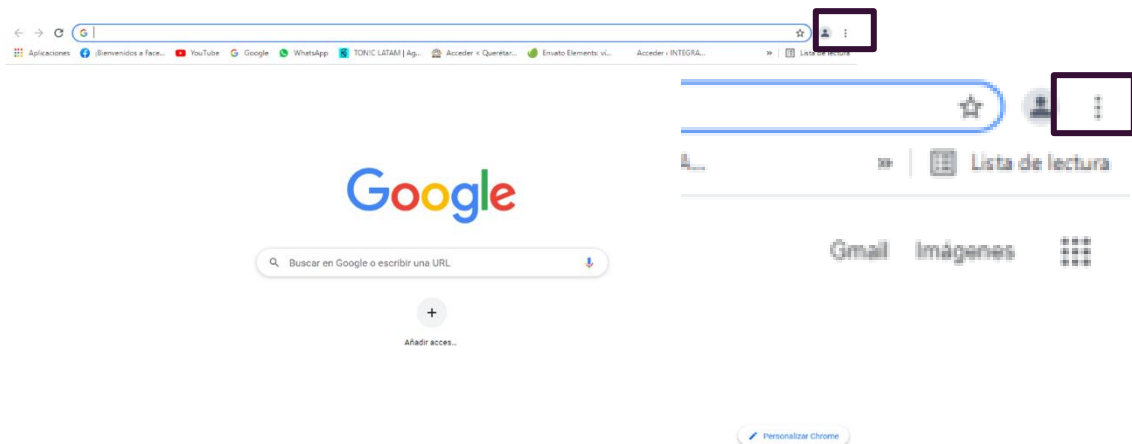 G
Aplicaciones ¡Bienvenidos a Face... YouTube G Google WhatsApp TONIC LATAM | Ag... Acceder < Querétar... Envato Elements: ví... Acceder ‹ INTEGRA... » Lista de lectura
A... » Lista de lectura
Gmail Imágenes
Google
Buscar en Google o escribir una URL
Añadir acces...
Personalizar Chrome